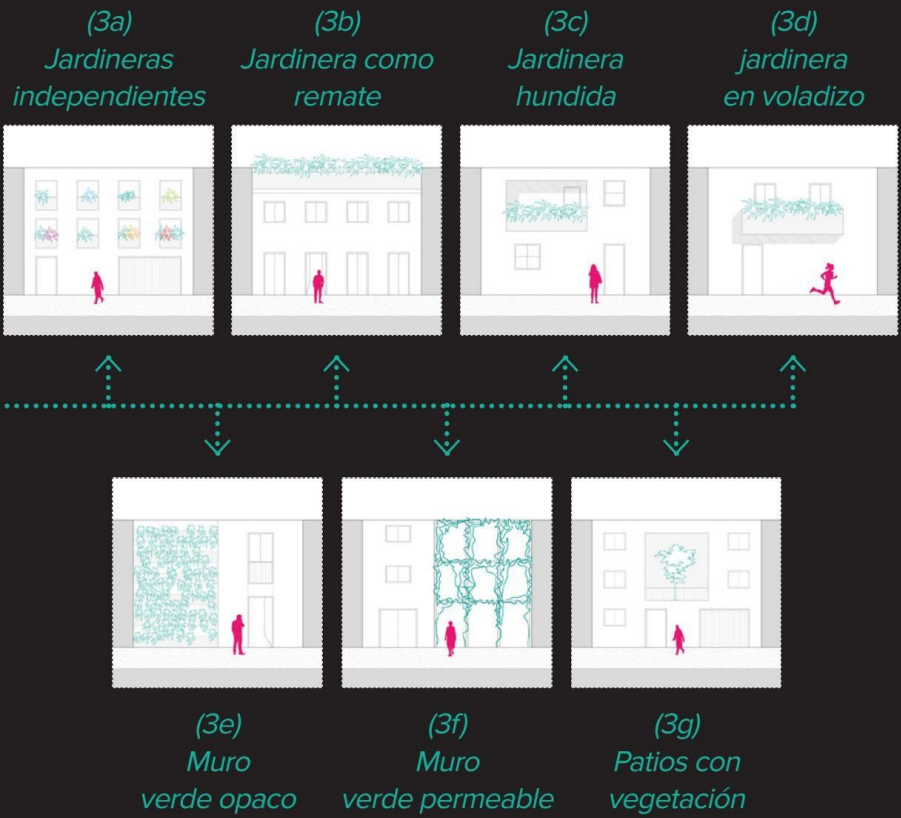 (3a)
Jardineras
independientes
(3b)
Jardinera como
remate
(3c)
Jardinera
hundida
(3d)
jardinera
en voladizo
(3e)
Muro
verde opaco
(3f)
Muro
verde permeable
(3g)
Patios con
vegetación